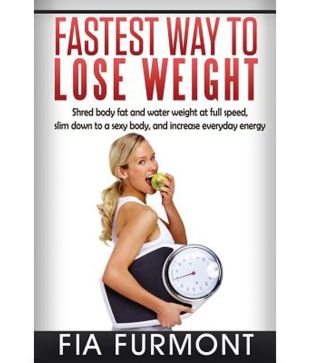 FASTEST WAY TO
LOSE WEIGHT
Shred body fat and water weight at full speed,
slim down to a sexy body, and increase everyday energy
FIA FURMONT